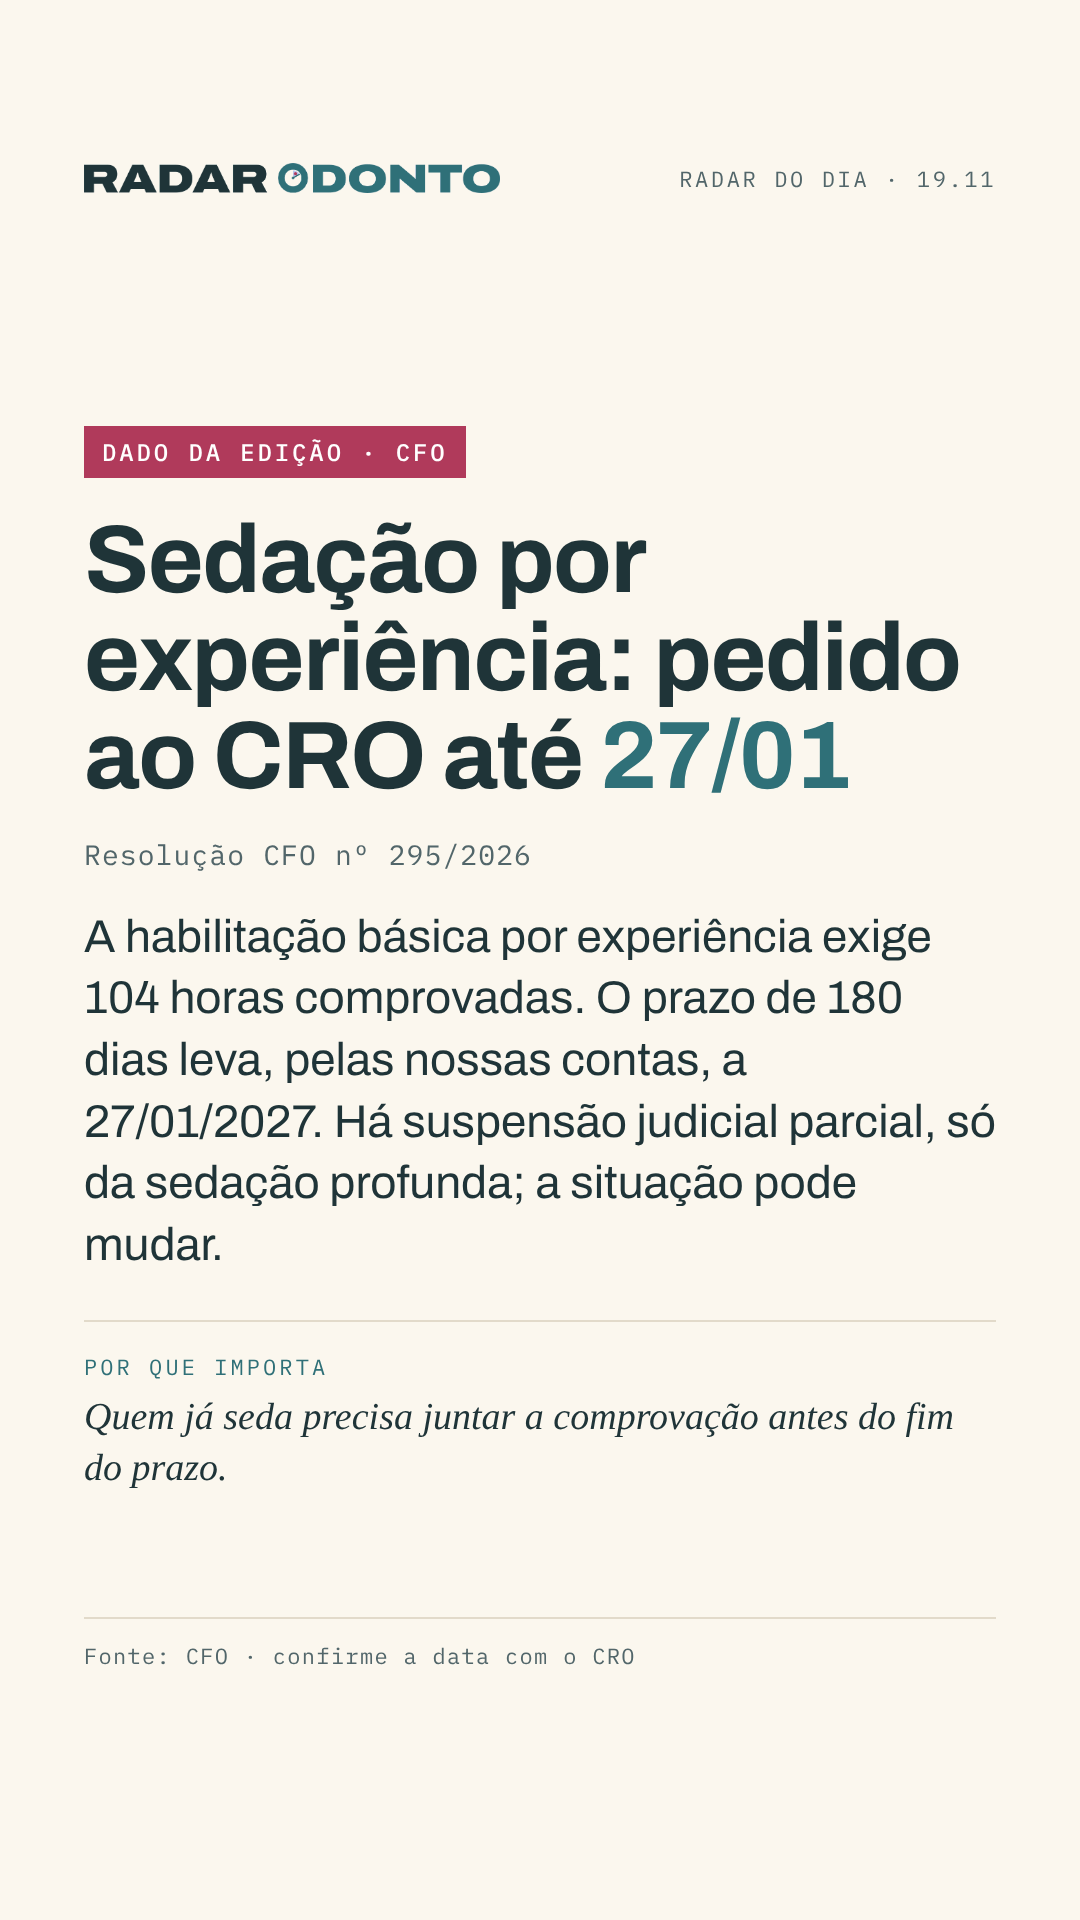 RADAR ODONTO
RADAR DO DIA · 19.11
DADO DA EDIÇÃO · CFO
Sedação por
experiência: pedido
ao CRO até 27/01
Resolução CFO nº 295/2026
A habilitação básica por experiência exige
104 horas comprovadas. O prazo de 180
dias leva, pelas nossas contas, a
27/01/2027. Há suspensão judicial parcial, só
da sedação profunda; a situação pode
mudar.
POR QUE IMPORTA
Quem já seda precisa juntar a comprovação antes do fim
do prazo.
Fonte: CFO · confirme a data com o CRO